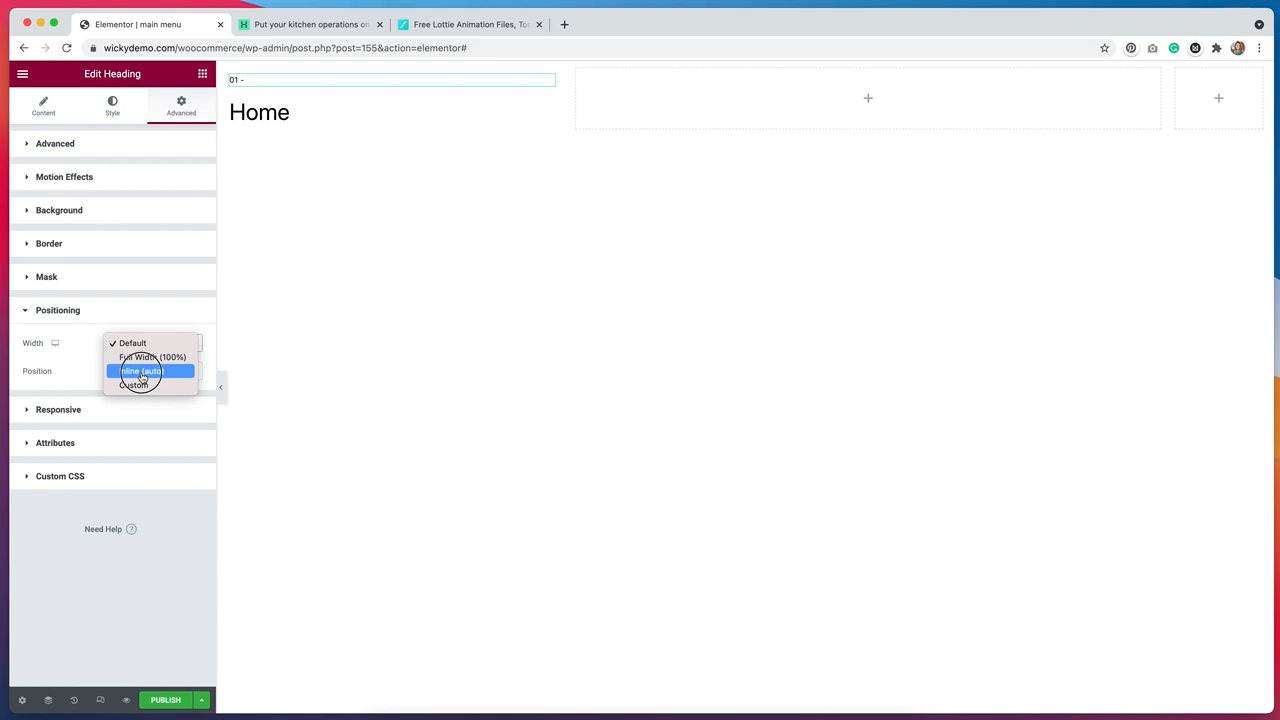 Elementor | main menu
Put your kitchen operations on
Free Lottie Animation Files, Too
wickydemo.com/woocommerce/wp-admin/post.php?post=155&action=elementor#
Edit Heading
Content
Style
Advanced
Advanced
Motion Effects
Background
Border
Mask
Positioning
Width
✓ Default
Full Width (100%)
Inline (auto)
Custom
Position
Responsive
Attributes
Custom CSS
Need Help ?
PUBLISH
01 -
Home